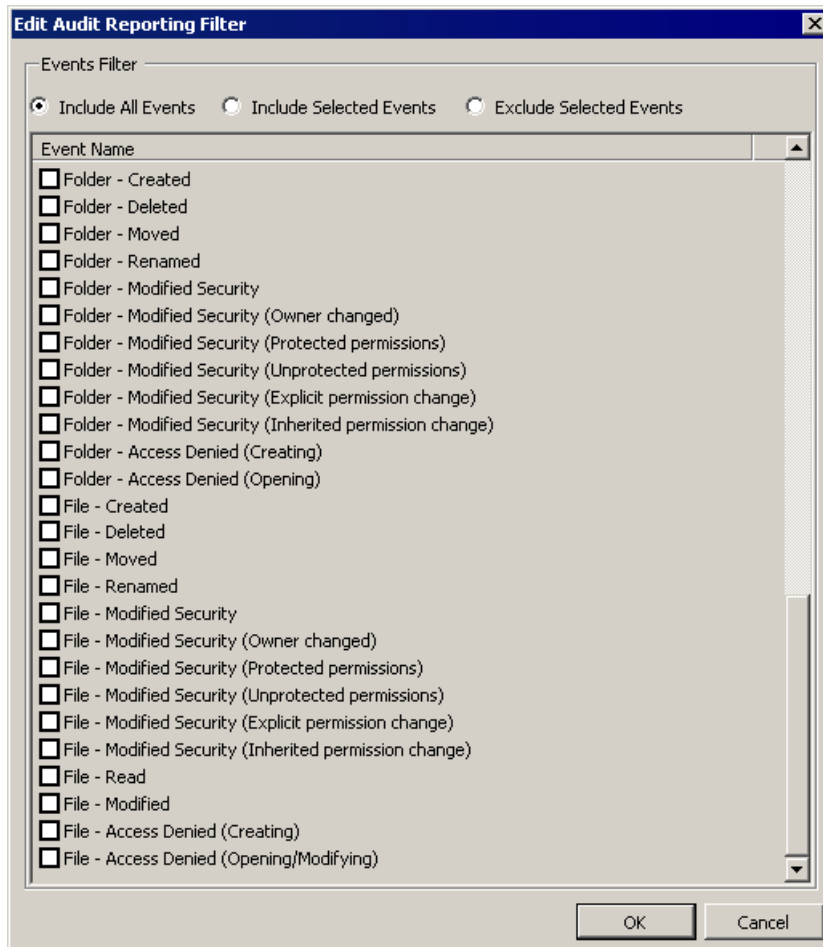 Edit Audit Reporting Filter
Events Filter
Include All Events Include Selected Events Exclude Selected Events
Event Name
Folder - Created
Folder - Deleted
Folder - Moved
Folder - Renamed
Folder - Modified Security
Folder - Modified Security (Owner changed)
Folder - Modified Security (Protected permissions)
Folder - Modified Security (Unprotected permissions)
Folder - Modified Security (Explicit permission change)
Folder - Modified Security (Inherited permission change)
Folder - Access Denied (Creating)
Folder - Access Denied (Opening)
File - Created
File - Deleted
File - Moved
File - Renamed
File - Modified Security
File - Modified Security (Owner changed)
File - Modified Security (Protected permissions)
File - Modified Security (Unprotected permissions)
File - Modified Security (Explicit permission change)
File - Modified Security (Inherited permission change)
File - Read
File - Modified
File - Access Denied (Creating)
File - Access Denied (Opening/Modifying)
OK Cancel